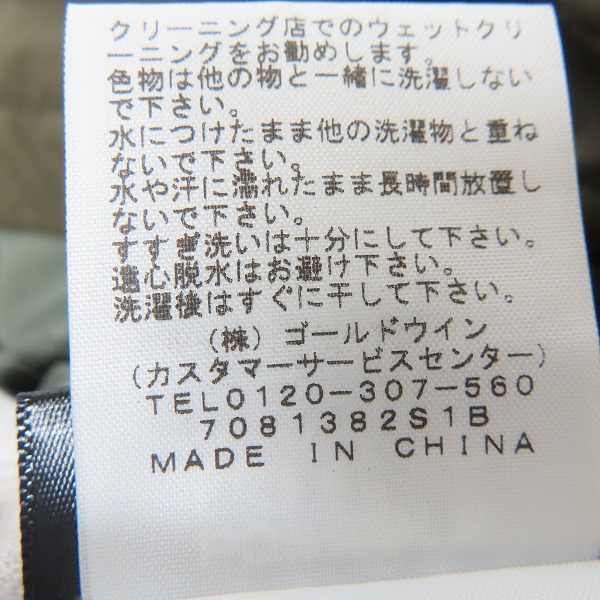 クリーニング店でのウェットクリ
ーニングをお勧めします。
色物は他の物と一緒に洗濯しない
で下さい。
水につけたまま他の洗濯物と重ね
ないで下さい。
水や汗に濡れたまま長時間放置し
ないで下さい。
すすぎ洗いは十分にして下さい。
遠心脱水はお避け下さい。
洗濯後はすぐに干して下さい。
(株) ゴールドウイン
(カスタマーサービスセンター)
TEL0120-307-560
7081382S1B
MADE IN CHINA